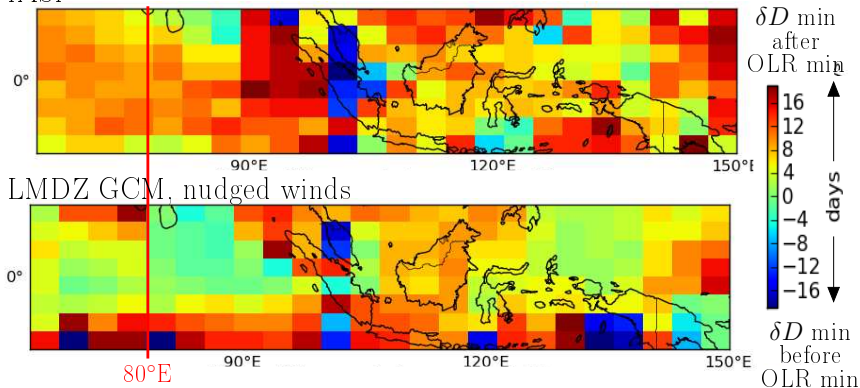 δD min
after
OLR min
0°
16
12
8
4
0
−4
−8
−12
−16
days
90°E
120°E
150°E
LMDZ GCM, nudged winds
0°
δD min
before
OLR min
90°E
120°E
150°E
80°E